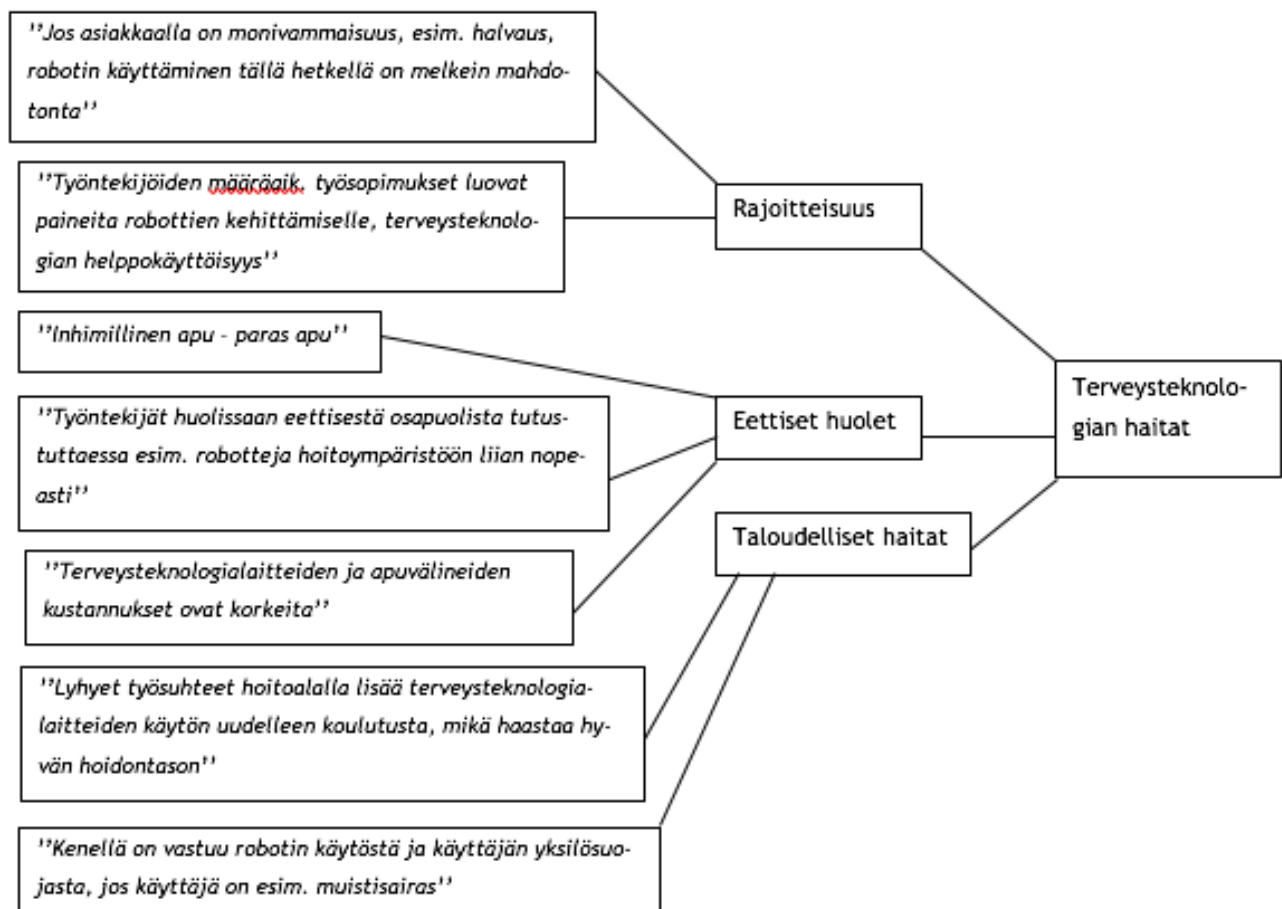 ’’Jos asiakkaalla on monivammaisuus, esim. halvaus,
robotin käyttäminen tällä hetkellä on melkein mahdo-
tonta’’
’’Työntekijöiden määräaik. työsopimukset luovat
paineita robottien kehittämiselle, terveysteknolo-
gian helppokäyttöisyys’’
’’Inhimillinen apu – paras apu’’
’’Työntekijät huolissaan eettisestä osapuolista tutus-
tuttaessa esim. robotteja hoitoympäristöön liian nope-
asti’’
’’Terveysteknologialaitteiden ja apuvälineiden
kustannukset ovat korkeita’’
’’Lyhyet työsuhteet hoitoalalla lisää terveysteknologia-
laitteiden käytön uudelleen koulutusta, mikä haastaa hy-
vän hoidontason’’
’’Kenellä on vastuu robotin käytöstä ja käyttäjän yksilösuo-
jasta, jos käyttäjä on esim. muistisairas’’
Rajoitteisuus
Eettiset huolet
Taloudelliset haitat
Terveysteknolo-
gian haitat